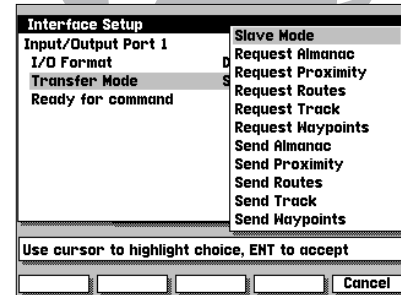 Interface Setup
Input/Output Port 1
I/O Format D
Transfer Mode S
Ready for command
Slave Mode
Request Almanac
Request Proximity
Request Routes
Request Track
Request Waypoints
Send Almanac
Send Proximity
Send Routes
Send Track
Send Waypoints
Use cursor to highlight choice, ENT to accept
Cancel